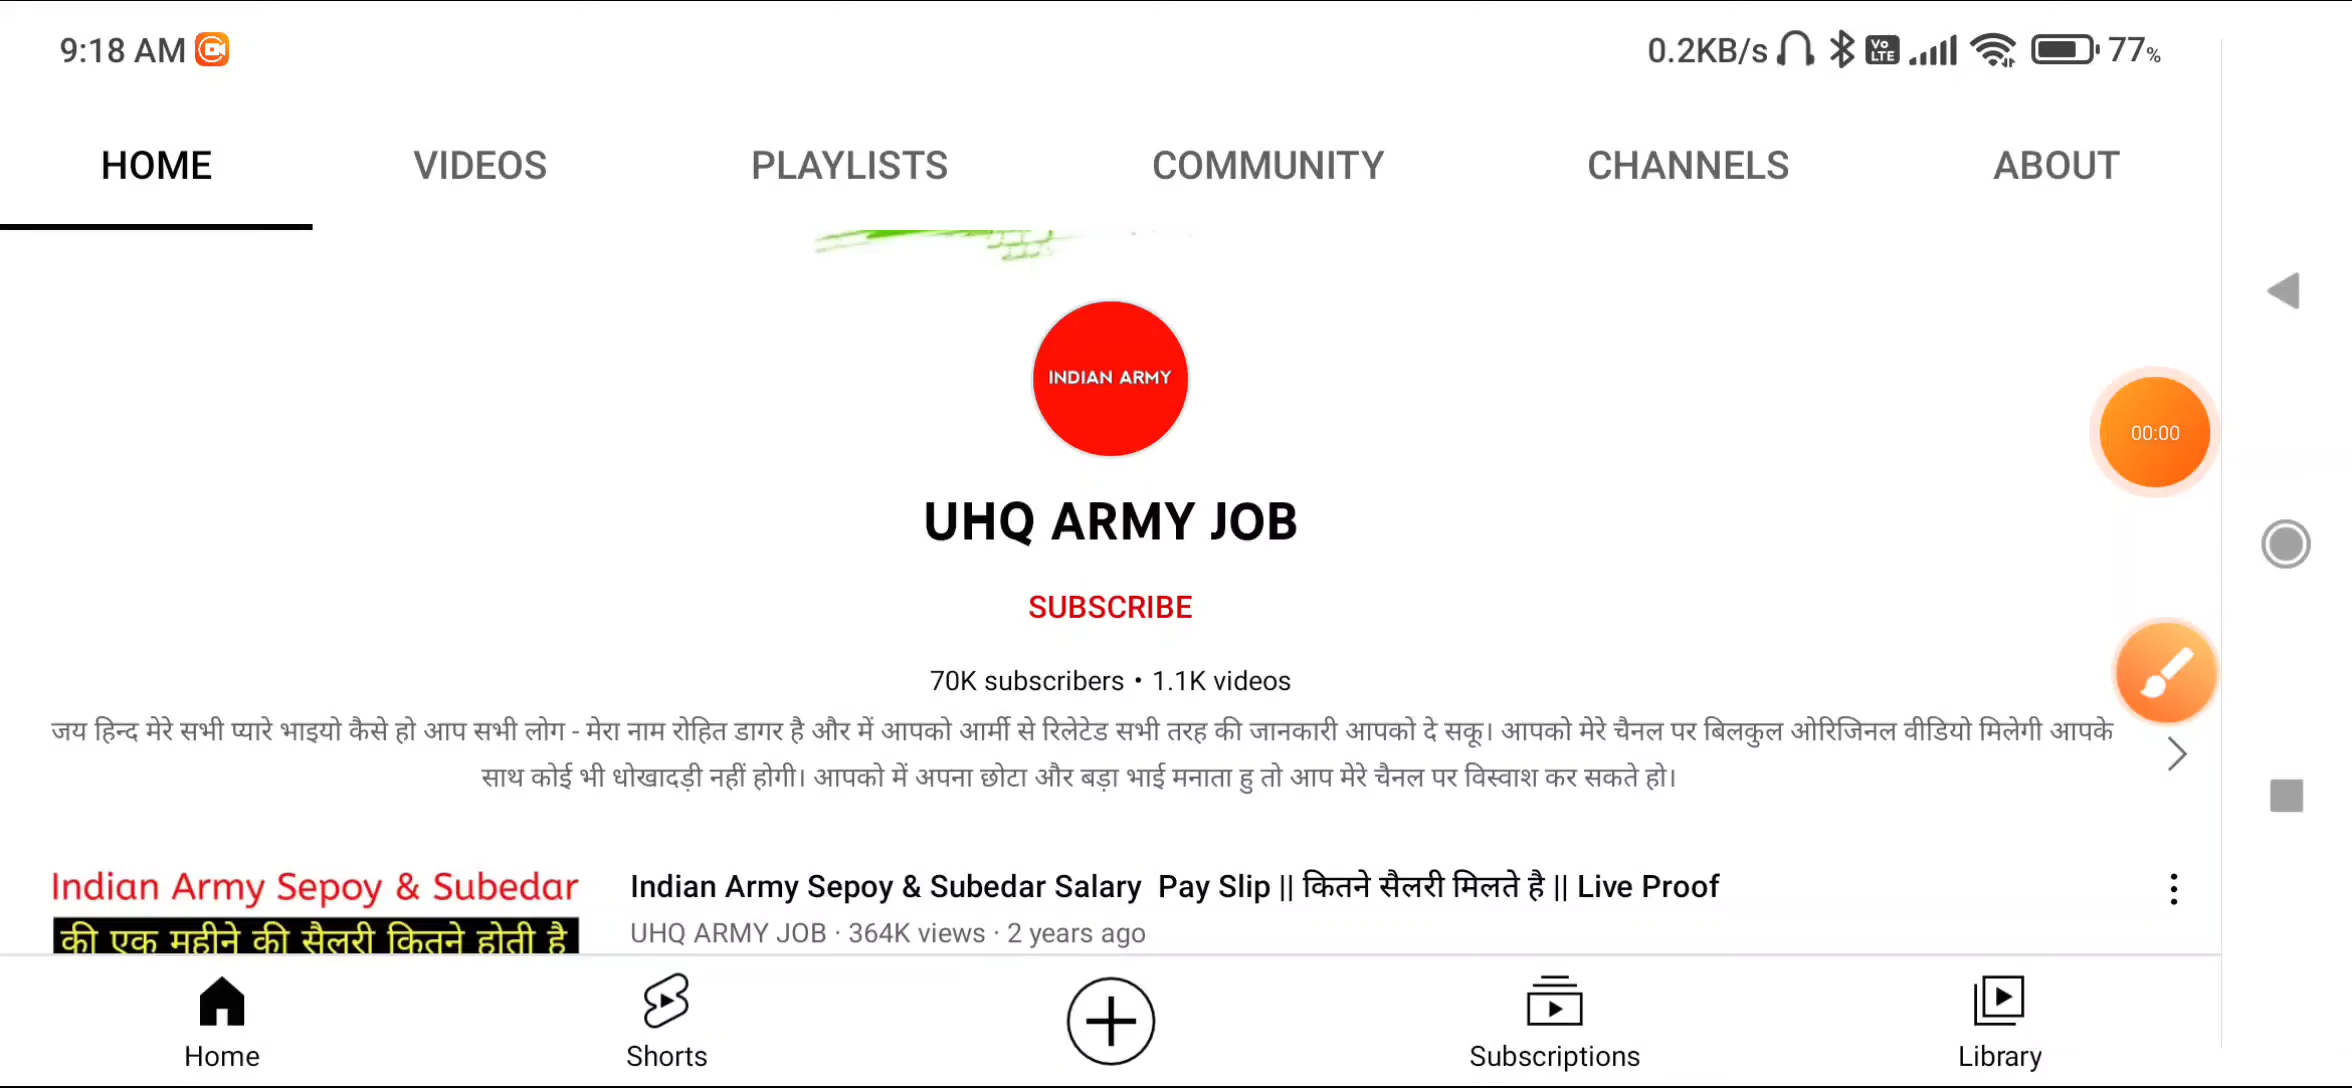 9:18 AM
0.2KB/s Vo LTE 77%
HOME VIDEOS PLAYLISTS COMMUNITY CHANNELS ABOUT
INDIAN ARMY
00:00
UHQ ARMY JOB
SUBSCRIBE
70K subscribers • 1.1K videos
जय हिन्द मेरे सभी प्यारे भाइयो कैसे हो आप सभी लोग - मेरा नाम रोहित डागर है और में आपको आर्मी से रिलेटेड सभी तरह की जानकारी आपको दे सकू। आपको मेरे चैनल पर बिलकुल ओरिजिनल वीडियो मिलेगी आपके
साथ कोई भी धोखादड़ी नहीं होगी। आपको में अपना छोटा और बड़ा भाई मनाता हु तो आप मेरे चैनल पर विस्वाश कर सकते हो।
Indian Army Sepoy & Subedar
की एक महीने की सैलरी कितने होती है
Indian Army Sepoy & Subedar Salary Pay Slip || कितने सैलरी मिलते है || Live Proof
UHQ ARMY JOB · 364K views · 2 years ago
Home Shorts Subscriptions Library